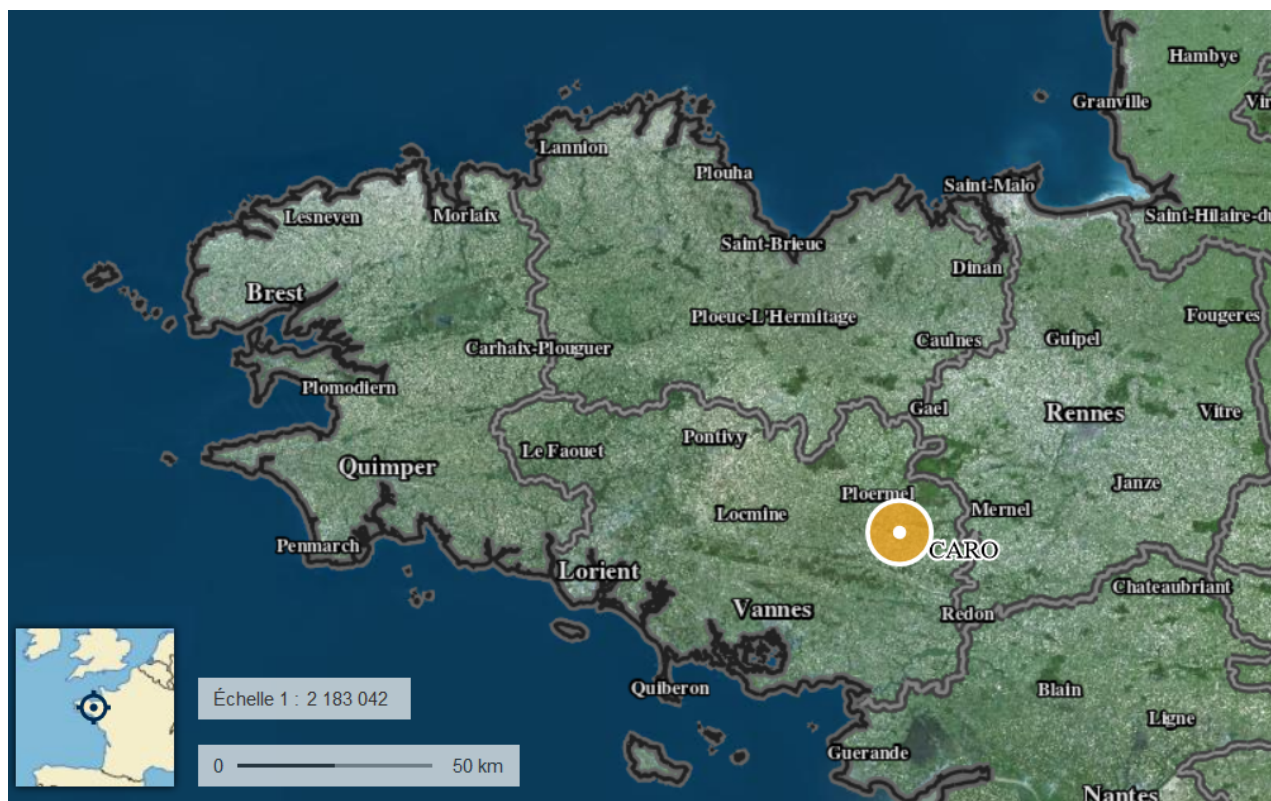 Hambye
Granville
Vir
Lannion
Plouha
Saint-Malo
Lesneven
Morlaix
Saint-Hilaire-du
Saint-Brieuc
Dinan
Brest
Ploeuc-L'Hermitage
Fougeres
Caulnes
Guipel
Carhaix-Plouguer
Plomodiern
Gael
Rennes
Vitre
Pontivy
Le Faouet
Quimper
Janze
Ploermel
Locmine
Mernel
Penmarch
CARO
Lorient
Chateaubriant
Vannes
Redon
Quiberon
Blain
Échelle 1 : 2 183 042
Ligne
Guerande
0 50 km
Nantes